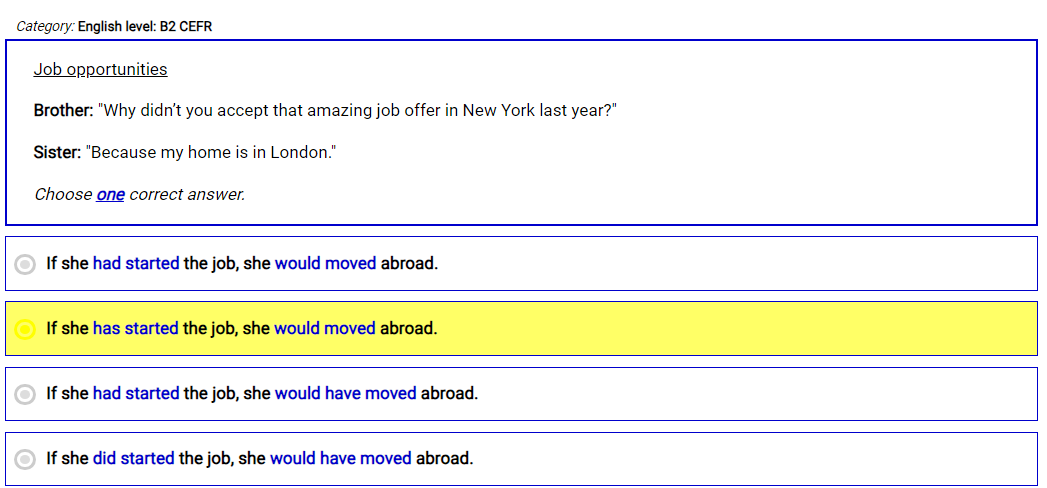 Category: English level: B2 CEFR
Job opportunities
Brother: "Why didn’t you accept that amazing job offer in New York last year?"
Sister: "Because my home is in London."
Choose one correct answer.
If she had started the job, she would moved abroad.
If she has started the job, she would moved abroad.
If she had started the job, she would have moved abroad.
If she did started the job, she would have moved abroad.